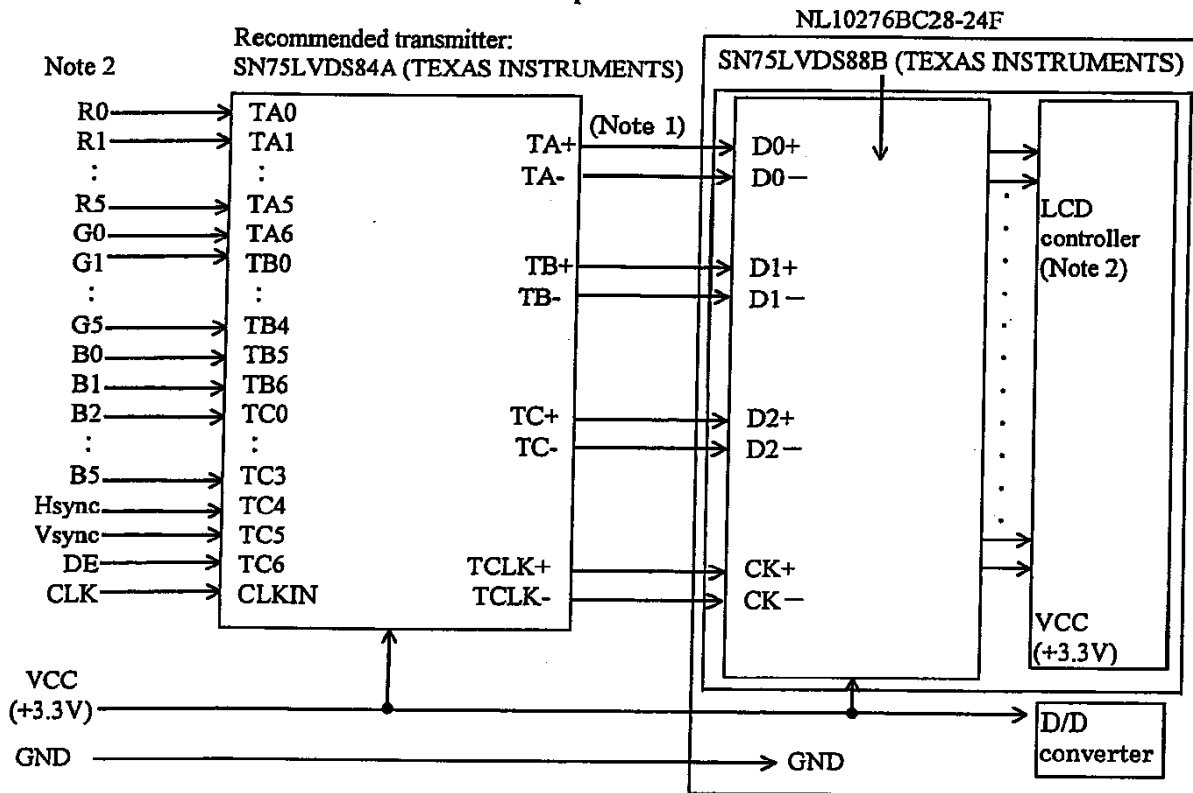 NL10276BC28-24F
Recommended transmitter:
Note 2
SN75LVDS84A (TEXAS INSTRUMENTS)
SN75LVDS88B (TEXAS INSTRUMENTS)
R0 TA0
R1 TA1
: :
R5 TA5
G0 TA6
G1 TB0
: :
G5 TB4
B0 TB5
B1 TB6
B2 TC0
: :
B5 TC3
Hsync TC4
Vsync TC5
DE TC6
CLK CLKIN
TA+ (Note 1) D0+
TA- D0−
TB+ D1+
TB- D1−
TC+ D2+
TC- D2−
TCLK+ CK+
TCLK- CK−
LCD
controller
(Note 2)
VCC
(+3.3V)
VCC
(+3.3V)
D/D
converter
GND GND